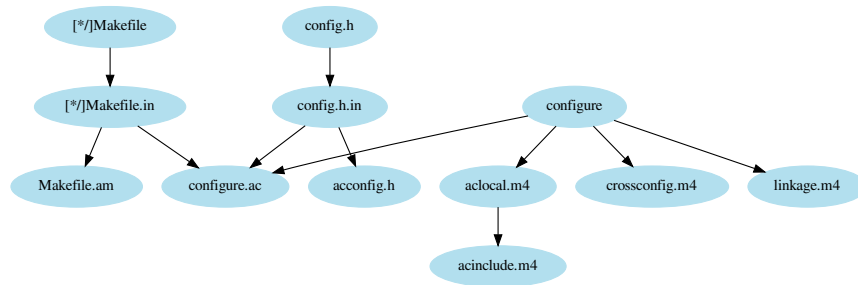 [*/]Makefile
config.h
[*/]Makefile.in
config.h.in
configure
Makefile.am
configure.ac
acconfig.h
aclocal.m4
crossconfig.m4
linkage.m4
acinclude.m4